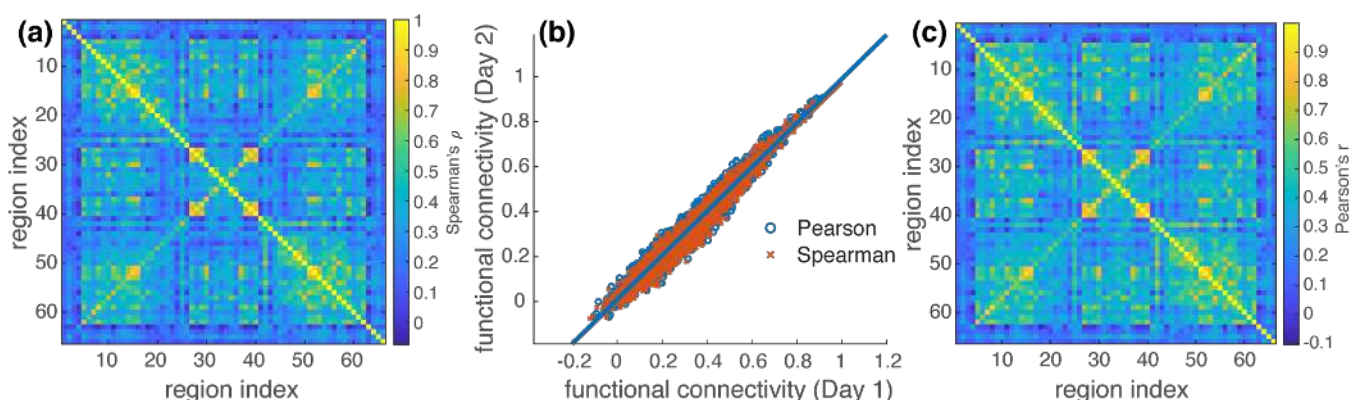 (a)
10
20
30
40
50
60
region index
10 20 30 40 50 60
region index
1
0.9
0.8
0.7
0.6
0.5
0.4
0.3
0.2
0.1
0
Spearman's ρ
(b)
functional connectivity (Day 2)
1
0.8
0.6
0.4
0.2
0
Pearson
Spearman
-0.2 0 0.2 0.4 0.6 0.8 1 1.2
functional connectivity (Day 1)
(c)
10
20
30
40
50
60
region index
10 20 30 40 50 60
region index
0.9
0.8
0.7
0.6
0.5
0.4
0.3
0.2
0.1
0
-0.1
Pearson's r